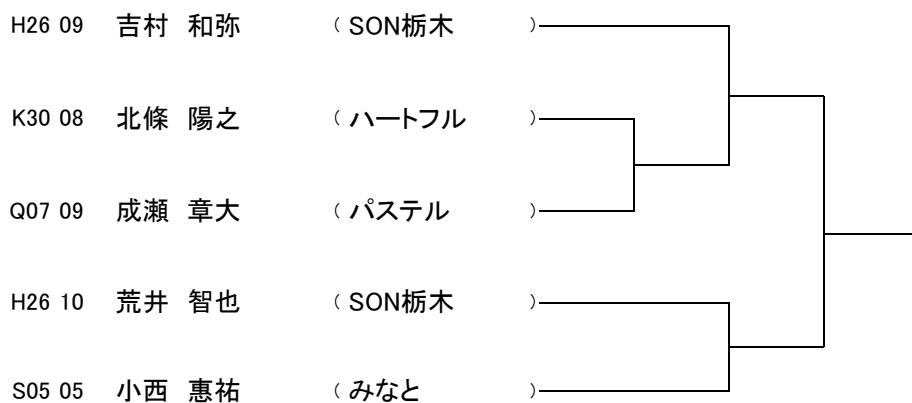 H26 09 吉村 和弥 ( SON栃木 )
K30 08 北條 陽之 ( ハートフル )
Q07 09 成瀬 章大 ( パステル )
H26 10 荒井 智也 ( SON栃木 )
S05 05 小西 惠祐 ( みなと )